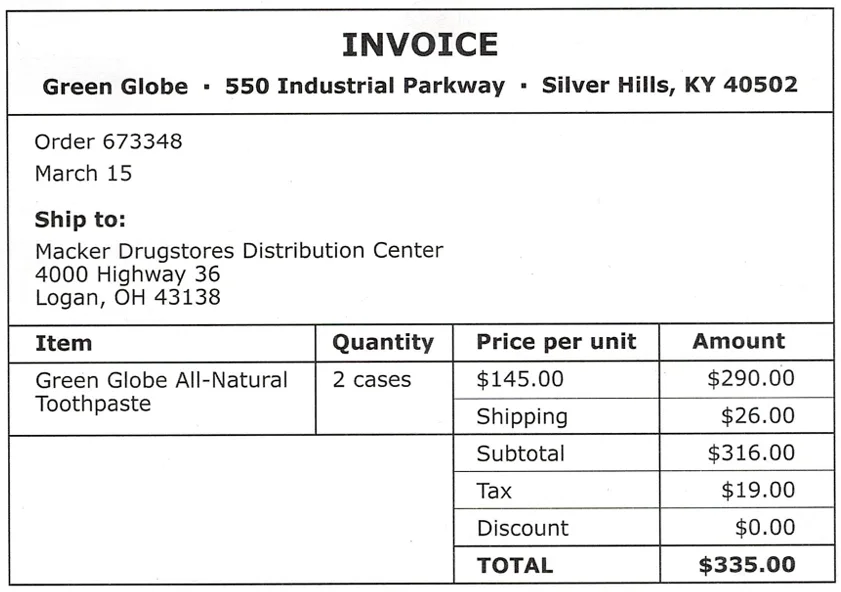 INVOICE
Green Globe · 550 Industrial Parkway · Silver Hills, KY 40502
Order 673348
March 15
Ship to:
Macker Drugstores Distribution Center
4000 Highway 36
Logan, OH 43138
Item Quantity Price per unit Amount
Green Globe All-Natural 2 cases $145.00 $290.00
Toothpaste
Shipping $26.00
Subtotal $316.00
Tax $19.00
Discount $0.00
TOTAL $335.00